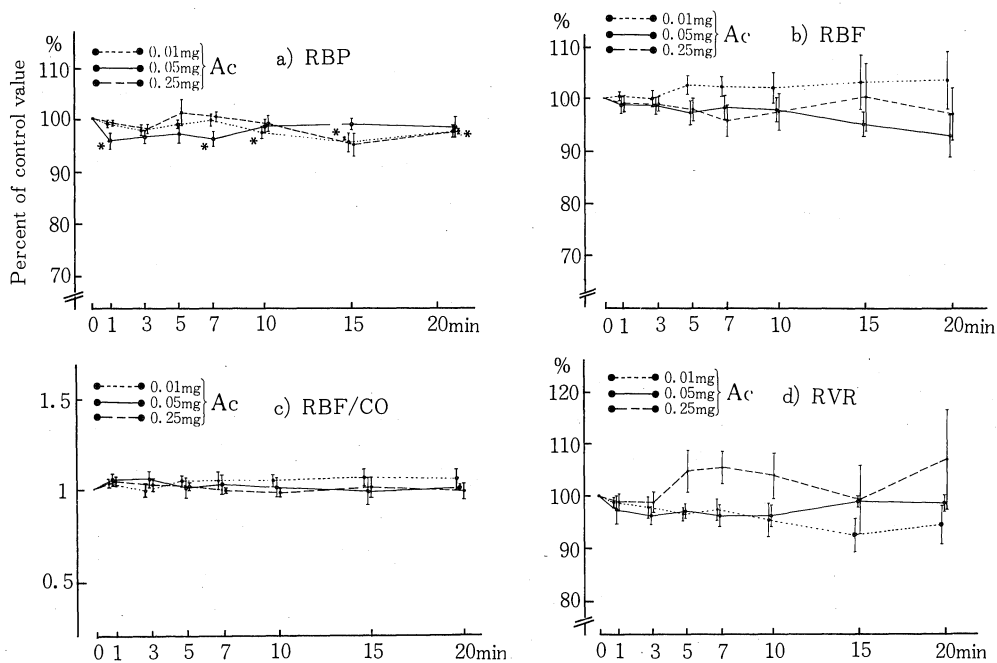 %
0.01mg
0.05mg
0.25mg
Ac
a) RBP
Percent of control value
110
100
90
80
70
*
*
*
*
*
0 1 3 5 7 10 15 20min
%
0.01mg
0.05mg
0.25mg
Ac
b) RBF
110
100
90
80
70
0 1 3 5 7 10 15 20min
0.01mg
0.05mg
0.25mg
Ac
c) RBF/CO
1.5
1
0.5
0 1 3 5 7 10 15 20min
%
0.01mg
0.05mg
0.25mg
Ac
d) RVR
120
110
100
90
80
0 1 3 5 7 10 15 20min